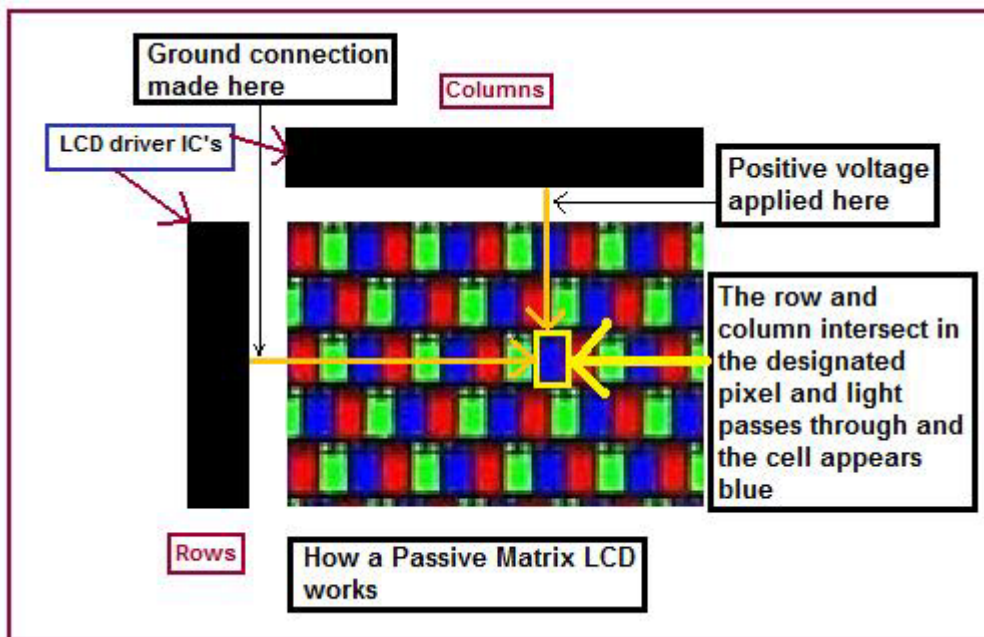 Ground connection
made here
Columns
LCD driver IC's
Positive voltage
applied here
The row and
column intersect in
the designated
pixel and light
passes through and
the cell appears
blue
Rows
How a Passive Matrix LCD
works